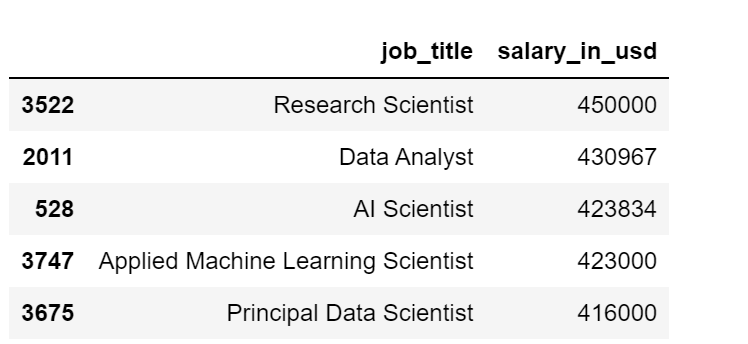 job_title salary_in_usd
3522 Research Scientist 450000
2011 Data Analyst 430967
528 AI Scientist 423834
3747 Applied Machine Learning Scientist 423000
3675 Principal Data Scientist 416000